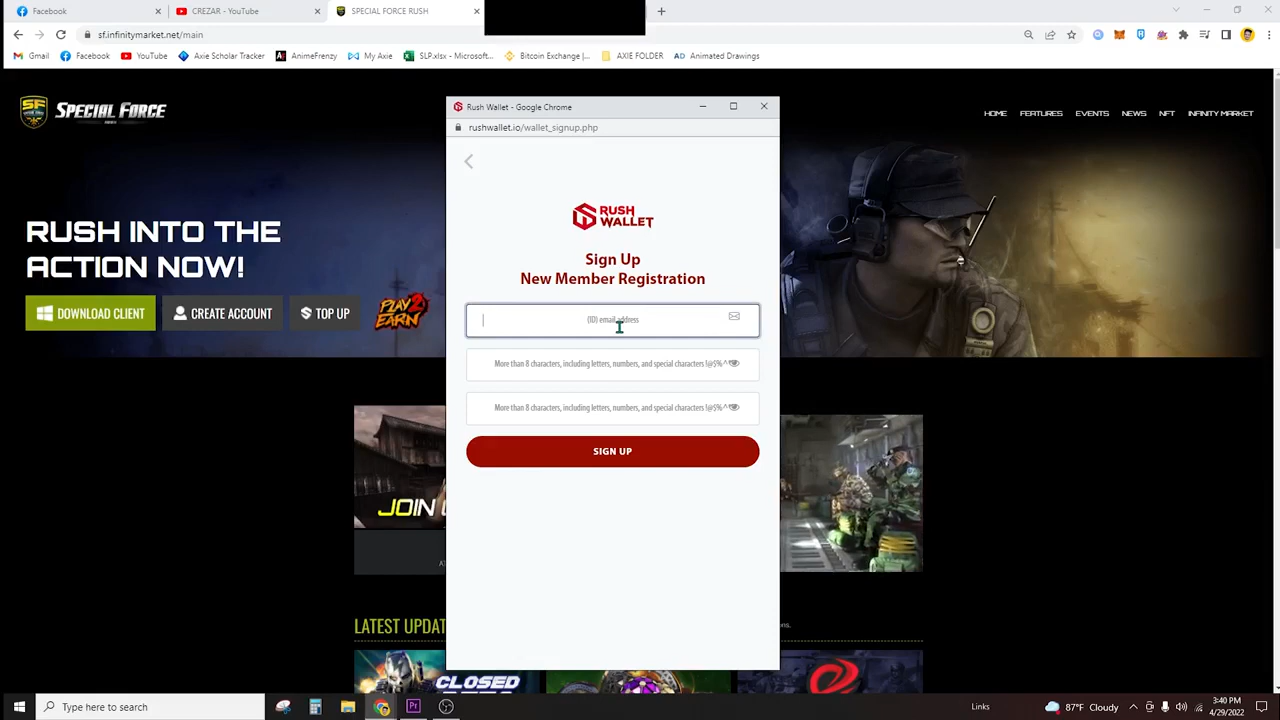 Facebook
CREZAR - YouTube
SPECIAL FORCE RUSH
sf.infinitymarket.net/main
Gmail
Facebook
YouTube
Axie Scholar Tracker
AnimeFrenzy
My Axie
SLP.xlsx - Microsoft...
Bitcoin Exchange |...
AXIE FOLDER
Animated Drawings
SPECIAL FORCE
HOME
FEATURES
EVENTS
NEWS
NFT
INFINITY MARKET
Rush Wallet - Google Chrome
rushwallet.io/wallet_signup.php
RUSH INTO THE
ACTION NOW!
DOWNLOAD CLIENT
CREATE ACCOUNT
TOP UP
PLAY 2
EARN
RUSH
WALLET
Sign Up
New Member Registration
(ID) email address
More than 8 characters, including letters, numbers, and special characters !@$%^*
More than 8 characters, including letters, numbers, and special characters !@$%^*
SIGN UP
JOIN
LATEST UPDAT
CLOSED
Type here to search
Links
87°F Cloudy
3:40 PM
4/29/2022